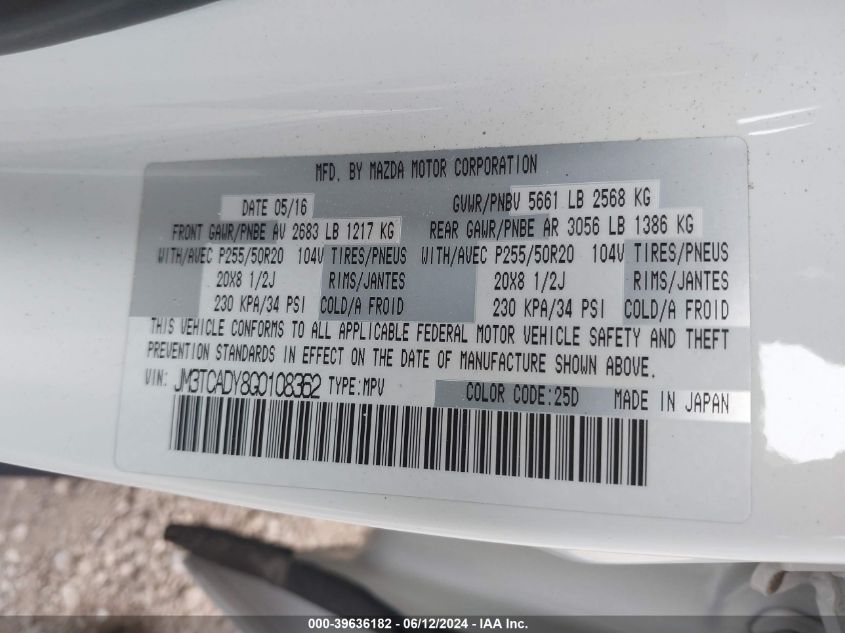 MFD. BY MAZDA MOTOR CORPORATION
DATE 05/16 GVWR/PNBV 5661 LB 2568 KG
FRONT GAWR/PNBE AV 2683 LB 1217 KG REAR GAWR/PNBE AR 3056 LB 1386 KG
WITH/AVEC P255/50R20 104V TIRES/PNEUS WITH/AVEC P255/50R20 104V TIRES/PNEUS
20X8 1/2J RIMS/JANTES 20X8 1/2J RIMS/JANTES
230 KPA/34 PSI COLD/A FROID 230 KPA/34 PSI COLD/A FROID
THIS VEHICLE CONFORMS TO ALL APPLICABLE FEDERAL MOTOR VEHICLE SAFETY AND THEFT
PREVENTION STANDARDS IN EFFECT ON THE DATE OF MANUFACTURE SHOWN ABOVE.
VIN: JM3TCADY8G0108362 TYPE:MPV COLOR CODE:25D MADE IN JAPAN
000-39636182 - 06/12/2024 - IAA Inc.